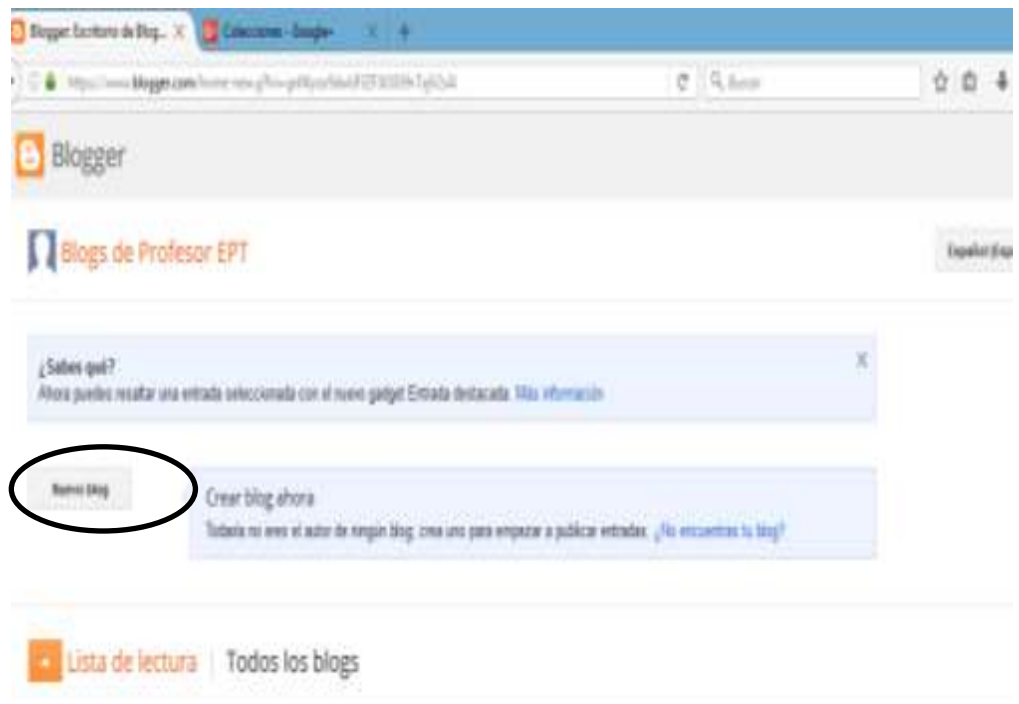 Blogger: Escritorio de Blog...
Colecciones - Google+
https://www.blogger.com/home
Buscar
Blogger
Blogs de Profesor EPT
Español
¿Sabes qué?
Ahora puedes resaltar una entrada seleccionada con el nuevo gadget Entrada destacada. Más información
Nuevo blog
Crear blog ahora
Todavía no eres el autor de ningún blog; crea uno para empezar a publicar entradas. ¿No encuentras tu blog?
Lista de lectura | Todos los blogs